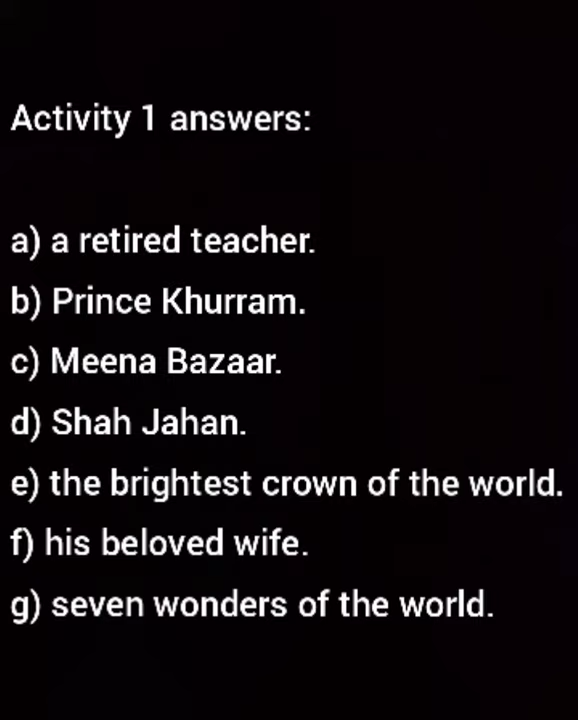 Activity 1 answers:
a) a retired teacher.
b) Prince Khurram.
c) Meena Bazaar.
d) Shah Jahan.
e) the brightest crown of the world.
f) his beloved wife.
g) seven wonders of the world.